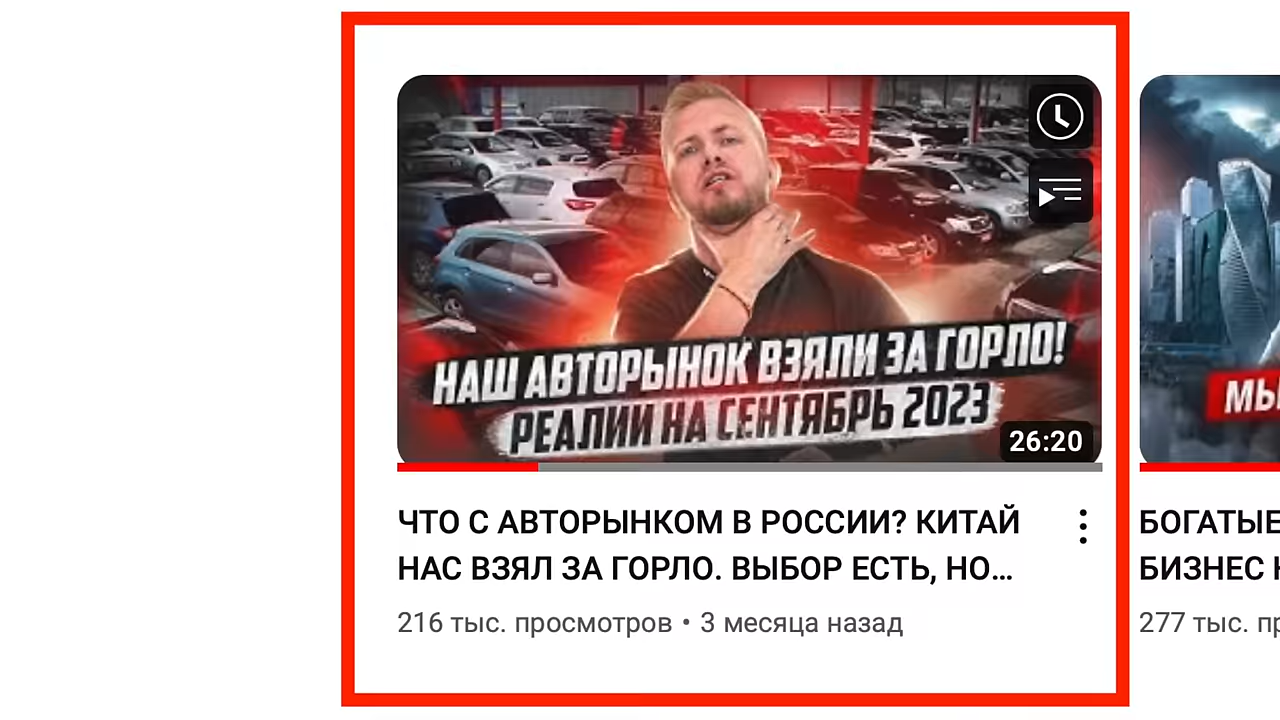 НАШ АВТОРЫНОК ВЗЯЛИ ЗА ГОРЛО!
РЕАЛИИ НА СЕНТЯБРЬ 2023
26:20
ЧТО С АВТОРЫНКОМ В РОССИИ? КИТАЙ
НАС ВЗЯЛ ЗА ГОРЛО. ВЫБОР ЕСТЬ, НО...
216 тыс. просмотров • 3 месяца назад
МЫ
БОГАТЫЕ
БИЗНЕС
277 тыс.